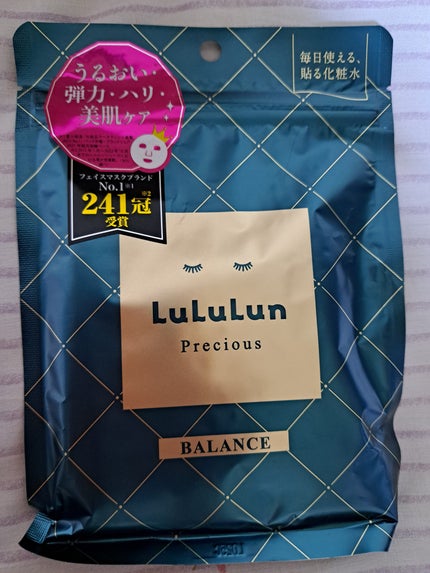 毎日使える、
貼る化粧水
うるおい・
弾力・ハリ・
美肌ケア
フェイスマスクブランド
No.1※1
※2
241冠
受賞
LuLuLun
Precious
BALANCE